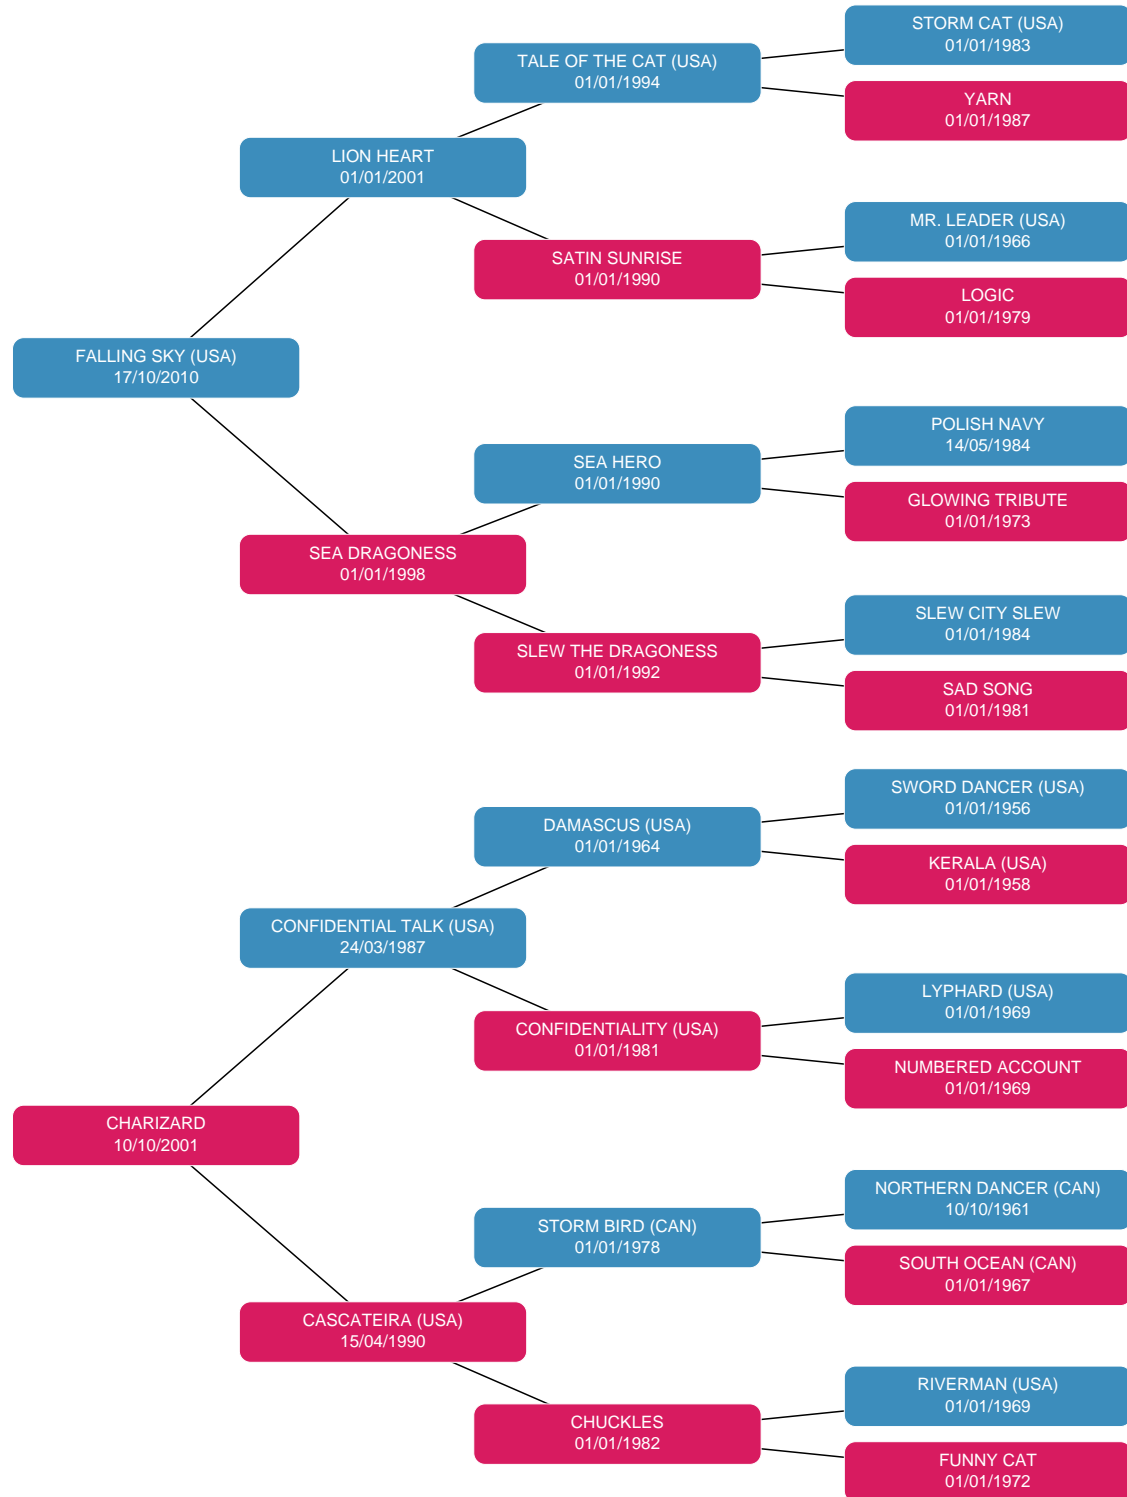 STORM CAT (USA)
01/01/1983
TALE OF THE CAT (USA)
01/01/1994
YARN
01/01/1987
LION HEART
01/01/2001
MR. LEADER (USA)
01/01/1966
SATIN SUNRISE
01/01/1990
LOGIC
01/01/1979
FALLING SKY (USA)
17/10/2010
POLISH NAVY
14/05/1984
SEA HERO
01/01/1990
GLOWING TRIBUTE
01/01/1973
SEA DRAGONESS
01/01/1998
SLEW CITY SLEW
01/01/1984
SLEW THE DRAGONESS
01/01/1992
SAD SONG
01/01/1981
SWORD DANCER (USA)
01/01/1956
DAMASCUS (USA)
01/01/1964
KERALA (USA)
01/01/1958
CONFIDENTIAL TALK (USA)
24/03/1987
LYPHARD (USA)
01/01/1969
CONFIDENTIALITY (USA)
01/01/1981
NUMBERED ACCOUNT
01/01/1969
CHARIZARD
10/10/2001
NORTHERN DANCER (CAN)
10/10/1961
STORM BIRD (CAN)
01/01/1978
SOUTH OCEAN (CAN)
01/01/1967
CASCATEIRA (USA)
15/04/1990
RIVERMAN (USA)
01/01/1969
CHUCKLES
01/01/1982
FUNNY CAT
01/01/1972